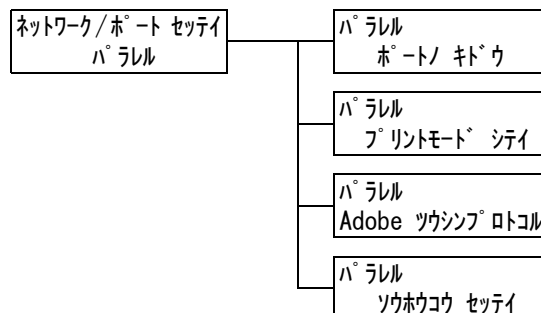 ﾈｯﾄﾜｰｸ/ﾎﾟｰﾄ ｾｯﾃｲ
ﾊﾟﾗﾚﾙ
ﾊﾟﾗﾚﾙ
ﾎﾟｰﾄﾉ ｷﾄﾞｳ
ﾊﾟﾗﾚﾙ
ﾌﾟﾘﾝﾄﾓｰﾄﾞ ｼﾃｲ
ﾊﾟﾗﾚﾙ
Adobe ﾂｳｼﾝﾌﾟﾛﾄｺﾙ
ﾊﾟﾗﾚﾙ
ｿｳﾎｳｺｳ ｾｯﾃｲ